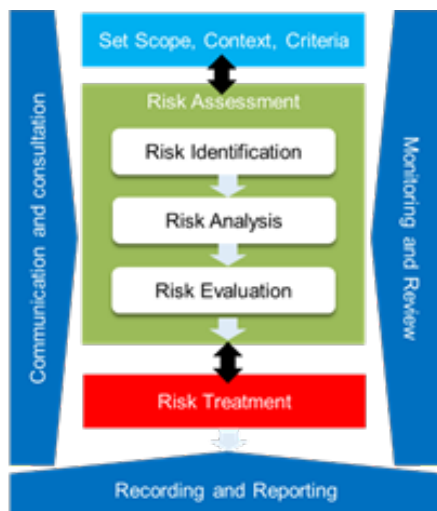 Set Scope, Context, Criteria
Risk Assessment
Risk Identification
Risk Analysis
Risk Evaluation
Risk Treatment
Communication and consultation
Monitoring and Review
Recording and Reporting